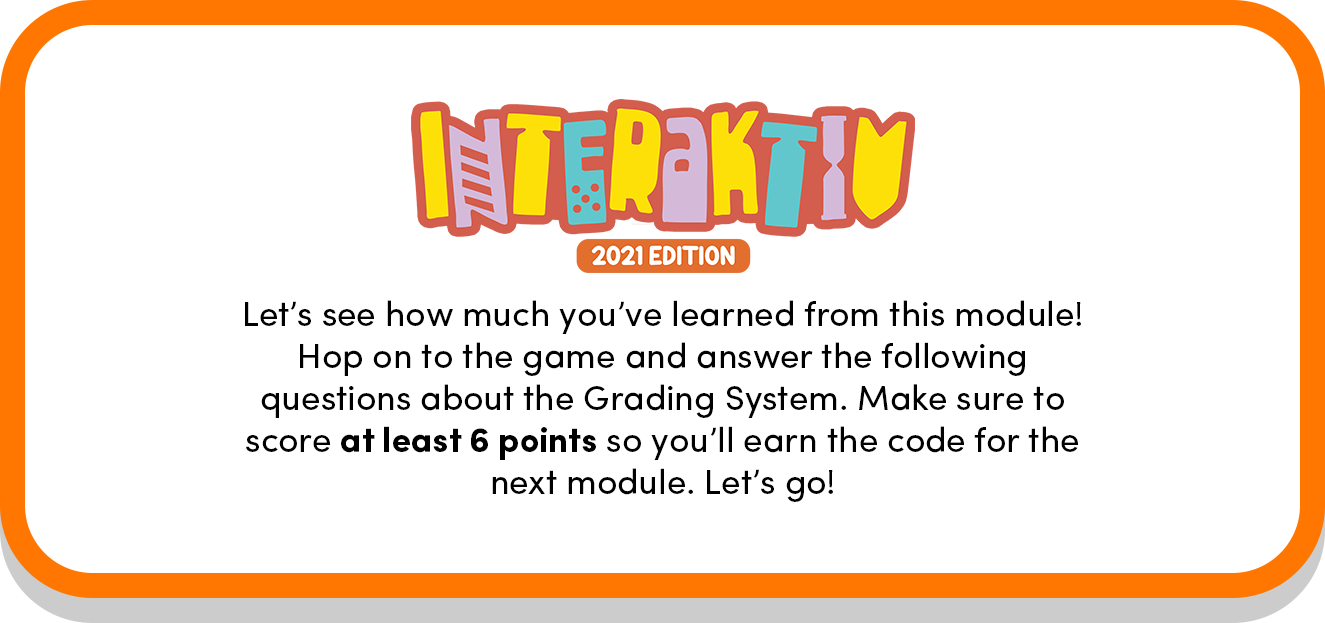 INTERaKTIV
2021 EDITION
Let’s see how much you’ve learned from this module!
Hop on to the game and answer the following
questions about the Grading System. Make sure to
score at least 6 points so you’ll earn the code for the
next module. Let’s go!